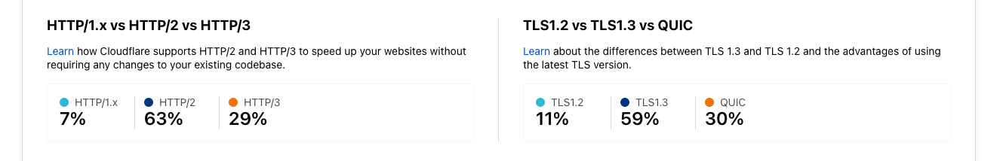 HTTP/1.x vs HTTP/2 vs HTTP/3
Learn how Cloudflare supports HTTP/2 and HTTP/3 to speed up your websites without
requiring any changes to your existing codebase.
HTTP/1.x HTTP/2 HTTP/3
7% 63% 29%
TLS1.2 vs TLS1.3 vs QUIC
Learn about the differences between TLS 1.3 and TLS 1.2 and the advantages of using
the latest TLS version.
TLS1.2 TLS1.3 QUIC
11% 59% 30%